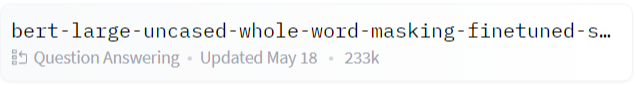 bert-large-uncased-whole-word-masking-finetuned-s…
Question Answering • Updated May 18 • 233k